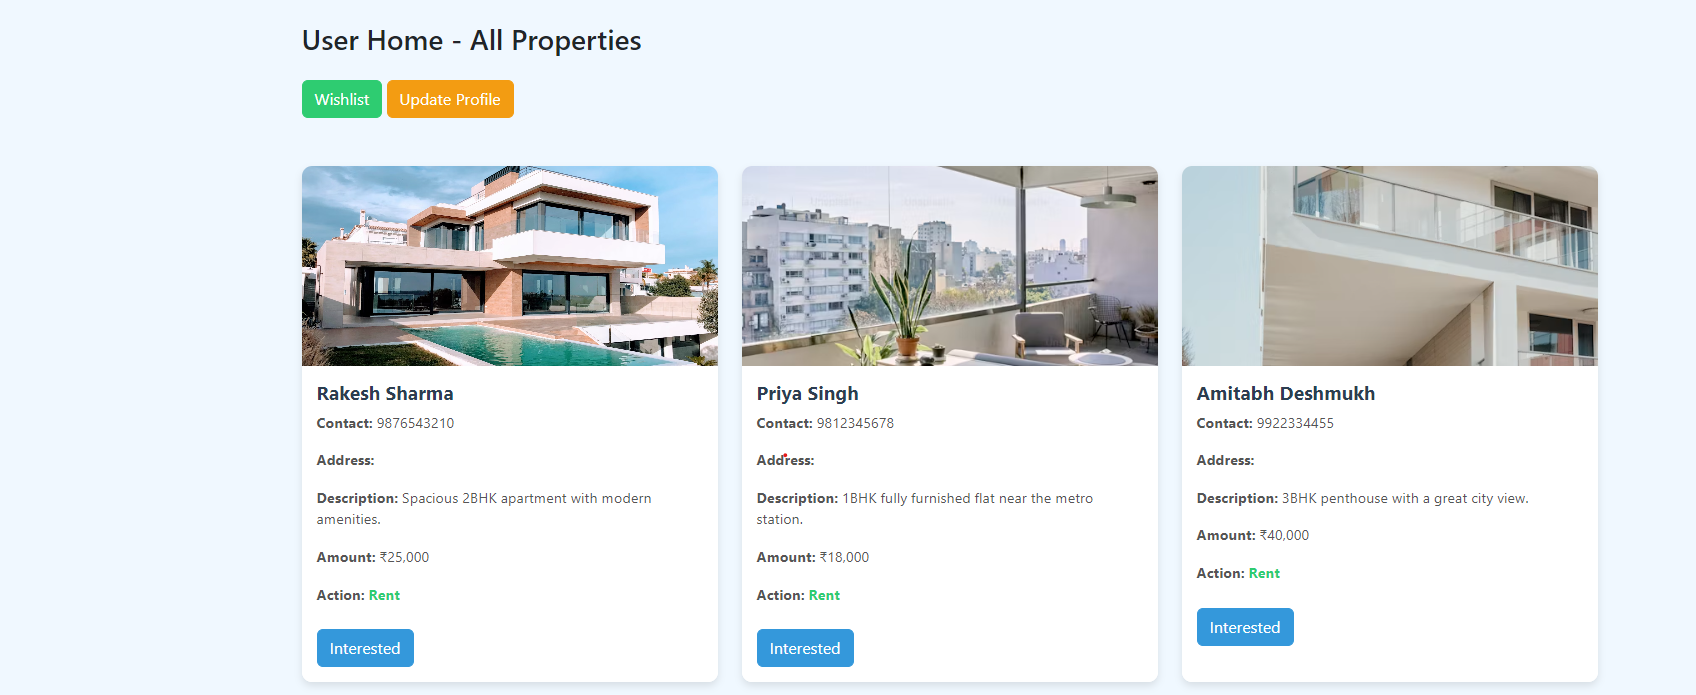 User Home - All Properties
Wishlist
Update Profile
Rakesh Sharma
Contact: 9876543210
Address:
Description: Spacious 2BHK apartment with modern
amenities.
Amount: ₹25,000
Action: Rent
Interested
Priya Singh
Contact: 9812345678
Address:
Description: 1BHK fully furnished flat near the metro
station.
Amount: ₹18,000
Action: Rent
Interested
Amitabh Deshmukh
Contact: 9922334455
Address:
Description: 3BHK penthouse with a great city view.
Amount: ₹40,000
Action: Rent
Interested